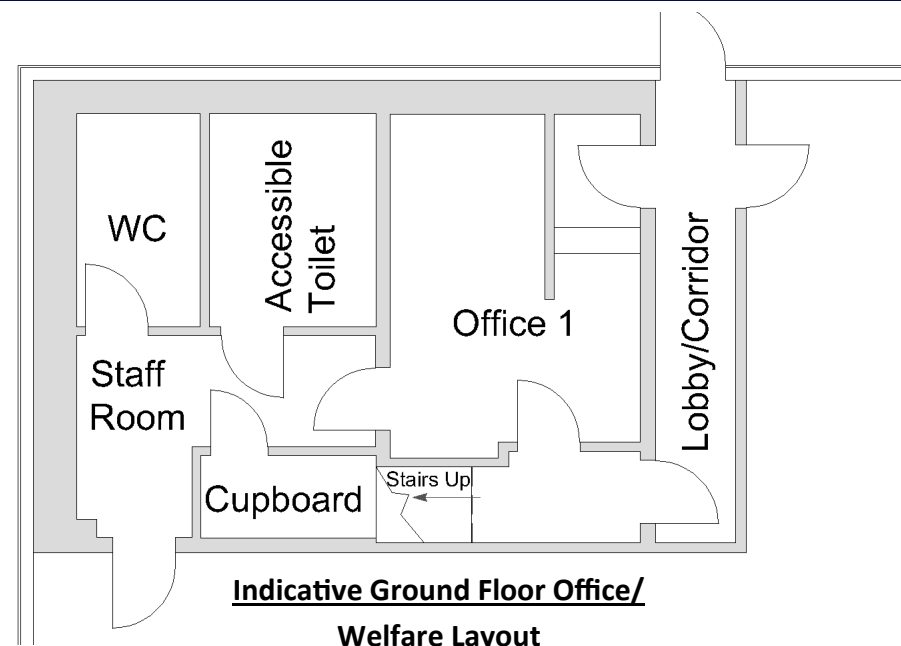 WC
Accessible
Toilet
Office 1
Lobby/Corridor
Staff
Room
Cupboard
Stairs Up
Indicative Ground Floor Office/
Welfare Layout